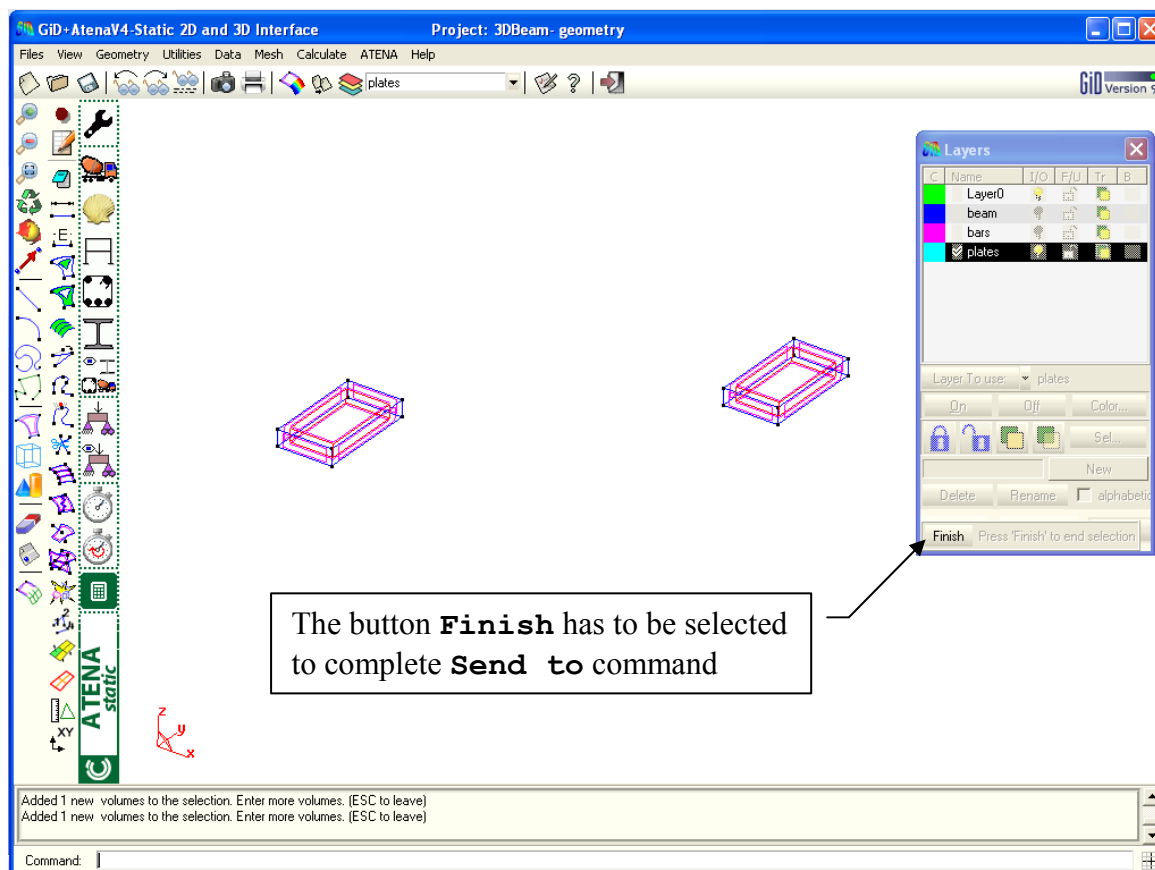 GiD+AtenaV4-Static 2D and 3D Interface Project: 3DBeam- geometry
Files View Geometry Utilities Data Mesh Calculate ATENA Help
plates
GiD Version 9
Layers
C Name I/O F/U Tr B
Layer0
beam
bars
plates
Layer To use: plates
On Off Color...
Sel...
New
Delete Rename alphabetic
Finish Press 'Finish' to end selection
The button Finish has to be selected
to complete Send to command
E
2
XY
ATENA
static
z
y
x
Added 1 new volumes to the selection. Enter more volumes. (ESC to leave)
Added 1 new volumes to the selection. Enter more volumes. (ESC to leave)
Command: